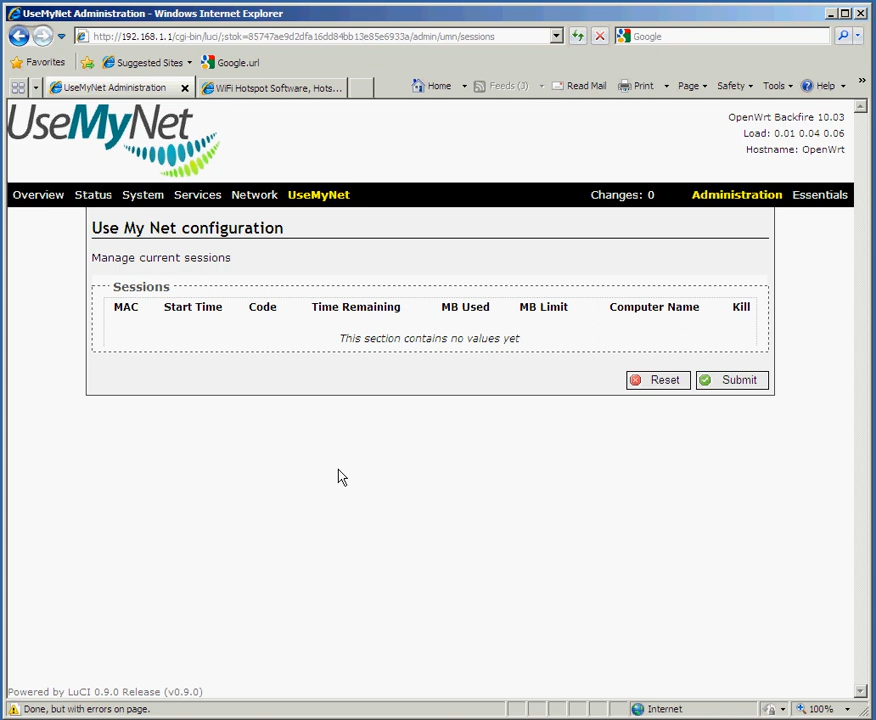 UseMyNet Administration - Windows Internet Explorer
http://192.168.1.1/cgi-bin/luci/;stok=85747ae9d2dfa16dd84bb13e85e6933a/admin/umn/sessions
Google
Favorites Suggested Sites Google.url
UseMyNet Administration WiFi Hotspot Software, Hots... Home Feeds (J) Read Mail Print Page Safety Tools Help »
UseMyNet
OpenWrt Backfire 10.03
Load: 0.01 0.04 0.06
Hostname: OpenWrt
Overview Status System Services Network UseMyNet Changes: 0 Administration Essentials
Use My Net configuration
Manage current sessions
Sessions
MAC Start Time Code Time Remaining MB Used MB Limit Computer Name Kill
This section contains no values yet
Reset Submit
Powered by LuCI 0.9.0 Release (v0.9.0)
Done, but with errors on page. Internet 100%